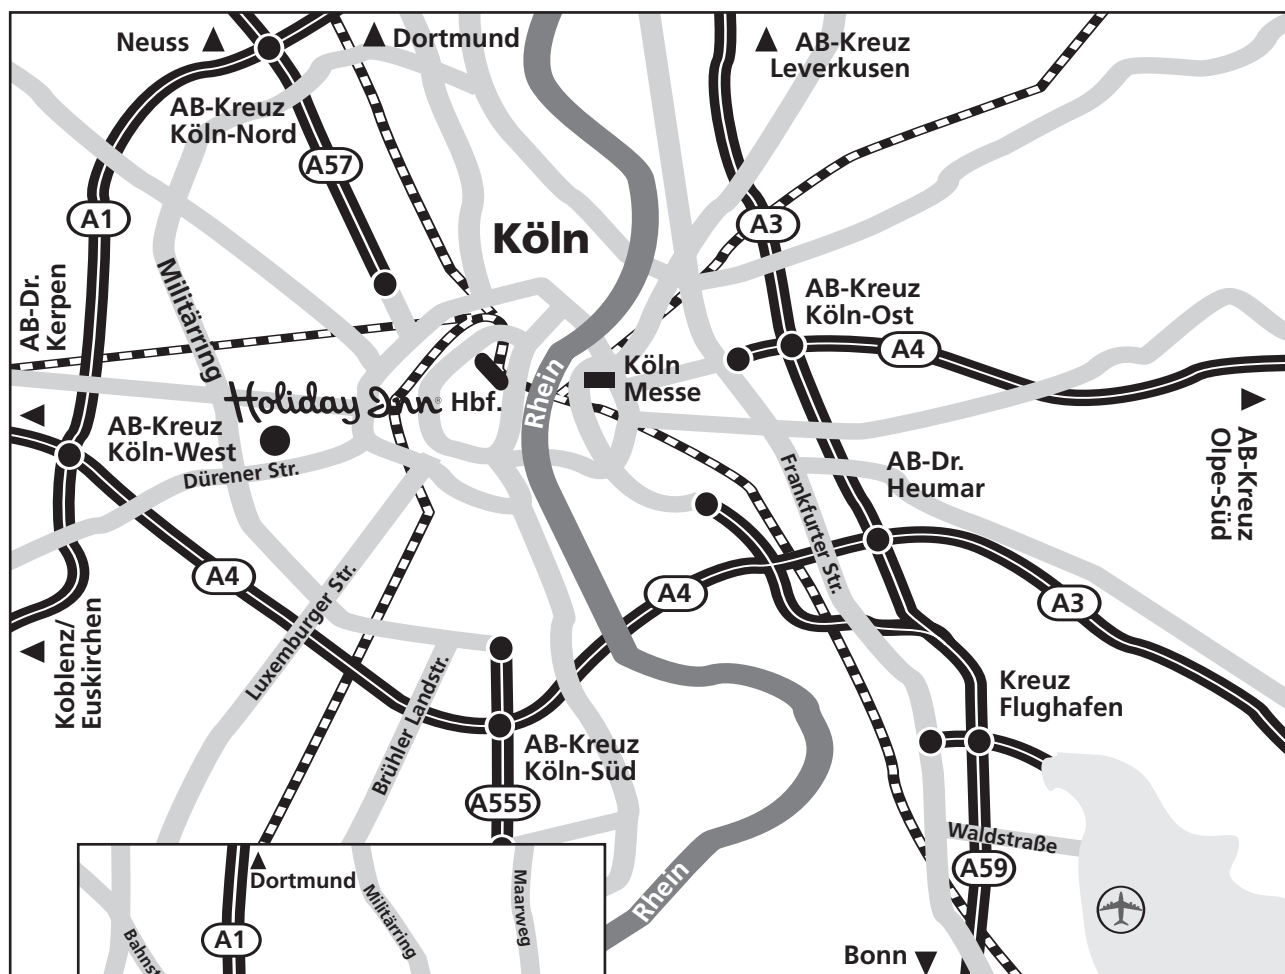 Neuss
Dortmund
AB-Kreuz
Leverkusen
AB-Kreuz
Köln-Nord
A57
A1
A3
Köln
AB-Dr.
Kerpen
Militärring
AB-Kreuz
Köln-Ost
A4
Holiday Inn® Hbf.
Rhein
Köln
Messe
AB-Kreuz
Köln-West
Dürener Str.
Frankfurter Str.
AB-Dr.
Heumar
AB-Kreuz
Olpe-Süd
A4
A4
A3
Luxemburger Str.
Koblenz/
Euskirchen
Brühler Landstr.
Kreuz
Flughafen
AB-Kreuz
Köln-Süd
A555
Waldstraße
A59
Rhein
Bonn
Dortmund
Militärring
Maarweg
A1
Bahnst